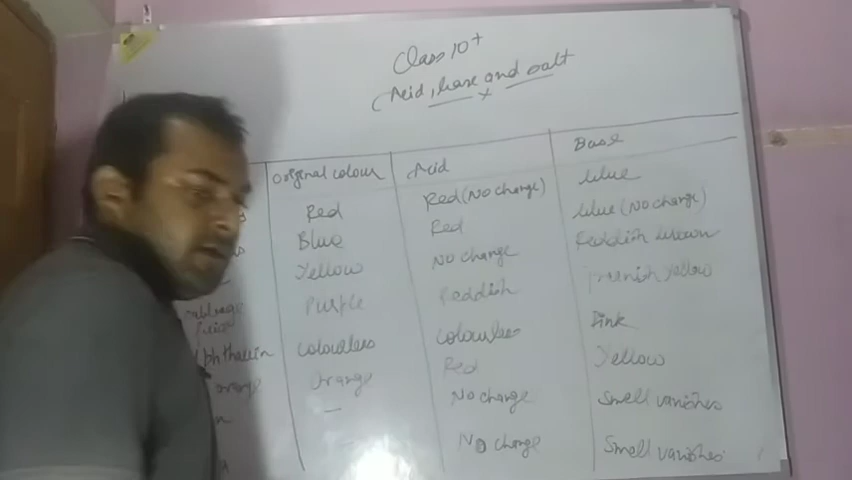 Class 10+
(Acid, base and salt
Original colour Acid Base
Red Red (No change) blue
Blue Red blue (No change)
Yellow No change Reddish brown
Purple Reddish Greenish Yellow
Colourless Colourless Pink
Orange Red Yellow
— No change Smell vanishes
— No change Smell vanishes